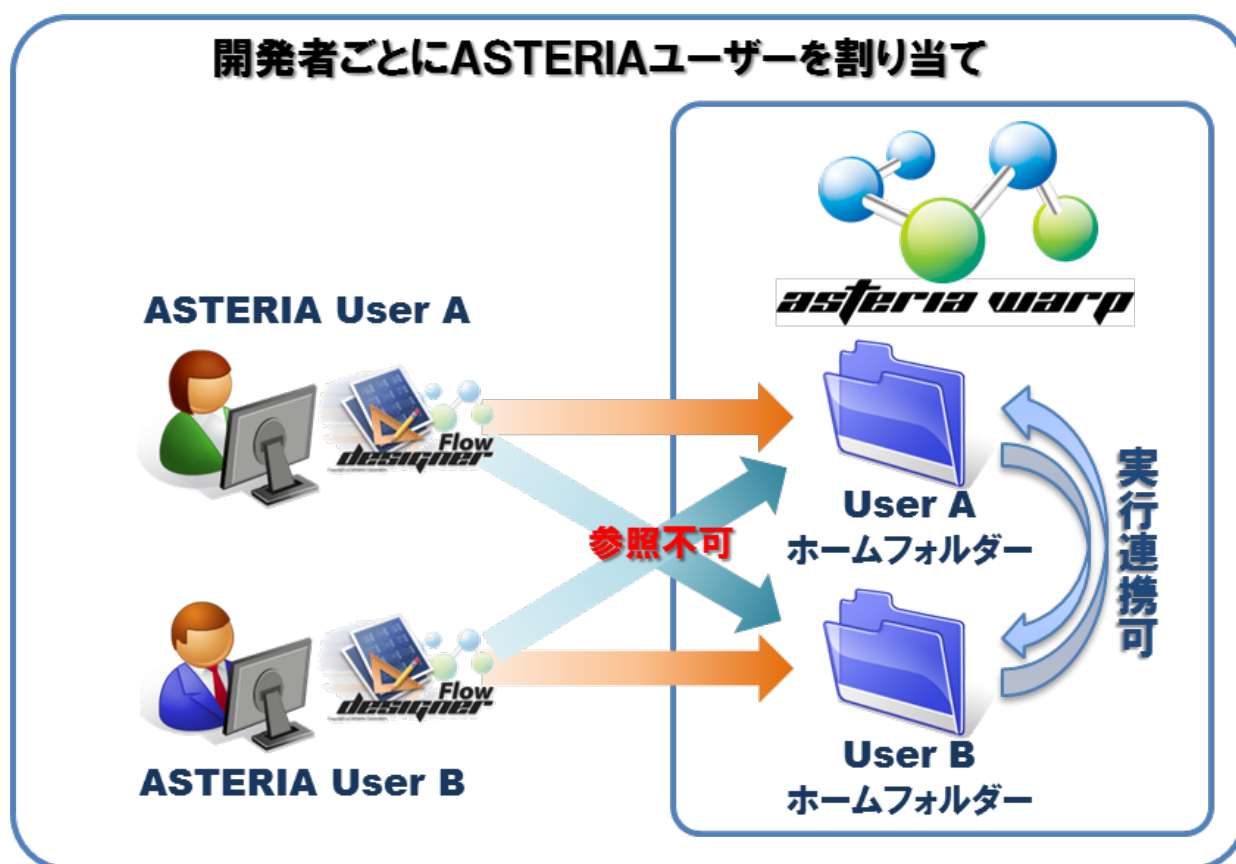 開発者ごとにASTERIAユーザーを割り当て
asteria warp
ASTERIA User A
Flow
designer
User A
ホームフォルダー
参照不可
実行連携可
Flow
designer
ASTERIA User B
User B
ホームフォルダー